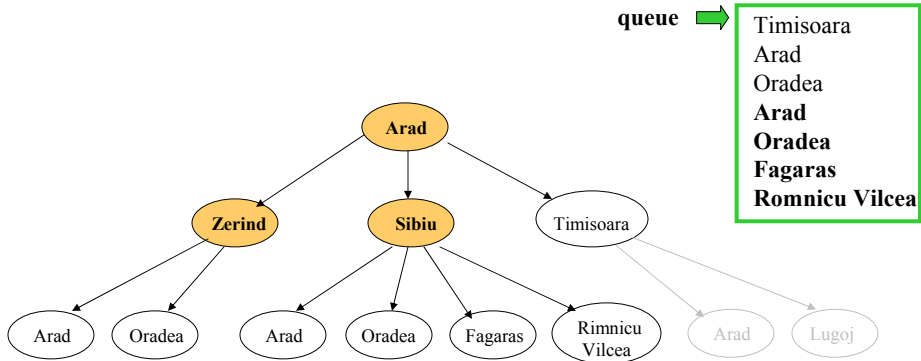 queue
Timisoara
Arad
Oradea
Arad
Oradea
Fagaras
Romnicu Vilcea
Arad
Zerind
Sibiu
Timisoara
Arad
Oradea
Arad
Oradea
Fagaras
Rimnicu
Vilcea
Arad
Lugoj